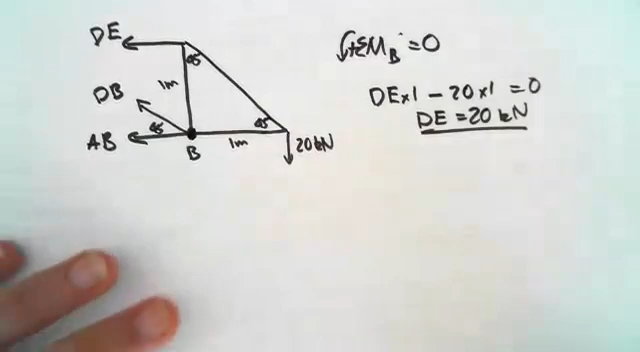 DE
45
1m
DB
45
45
AB
B
1m
20kN
+ΣM_B = 0
DE×1 - 20×1 = 0
DE = 20 kN